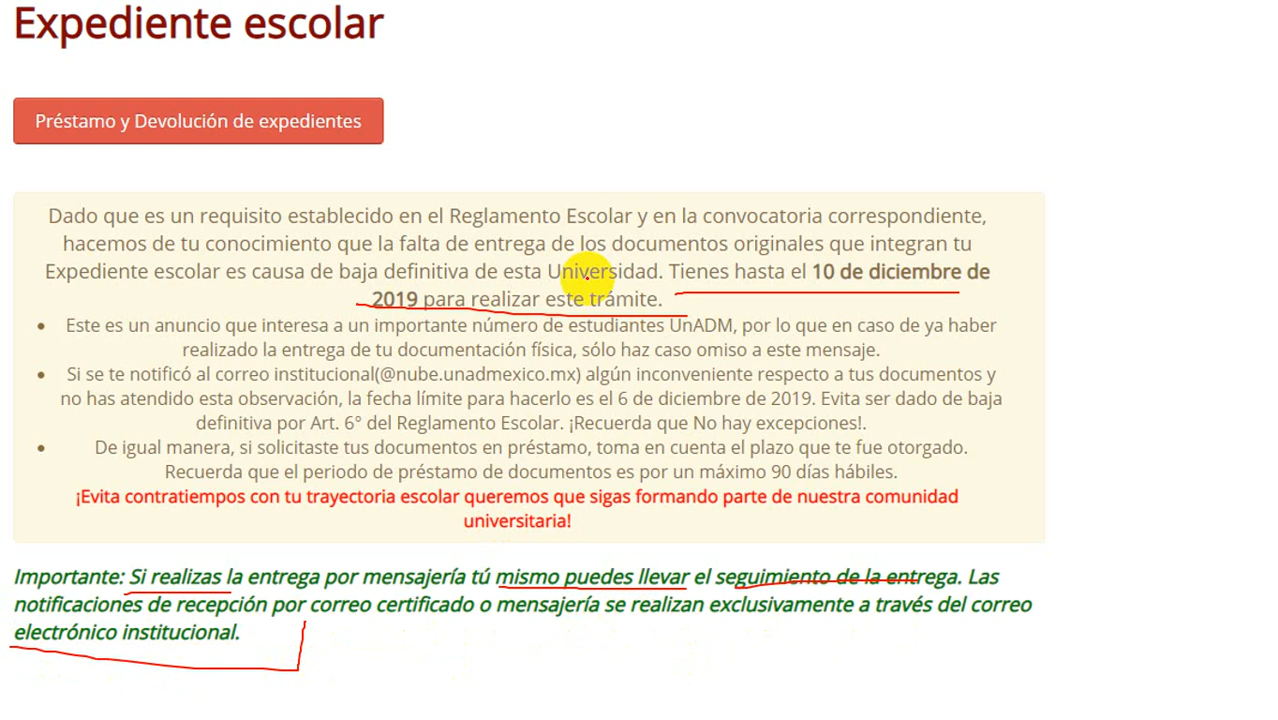 Expediente escolar
Préstamo y Devolución de expedientes
Dado que es un requisito establecido en el Reglamento Escolar y en la convocatoria correspondiente,
hacemos de tu conocimiento que la falta de entrega de los documentos originales que integran tu
Expediente escolar es causa de baja definitiva de esta Universidad. Tienes hasta el 10 de diciembre de
2019 para realizar este trámite.
• Este es un anuncio que interesa a un importante número de estudiantes UnADM, por lo que en caso de ya haber
realizado la entrega de tu documentación física, sólo haz caso omiso a este mensaje.
• Si se te notificó al correo institucional(@nube.unadmexico.mx) algún inconveniente respecto a tus documentos y
no has atendido esta observación, la fecha límite para hacerlo es el 6 de diciembre de 2019. Evita ser dado de baja
definitiva por Art. 6° del Reglamento Escolar. ¡Recuerda que No hay excepciones!.
• De igual manera, si solicitaste tus documentos en préstamo, toma en cuenta el plazo que te fue otorgado.
Recuerda que el periodo de préstamo de documentos es por un máximo 90 días hábiles.
¡Evita contratiempos con tu trayectoria escolar queremos que sigas formando parte de nuestra comunidad
universitaria!
Importante: Si realizas la entrega por mensajería tú mismo puedes llevar el seguimiento de la entrega. Las
notificaciones de recepción por correo certificado o mensajería se realizan exclusivamente a través del correo
electrónico institucional.